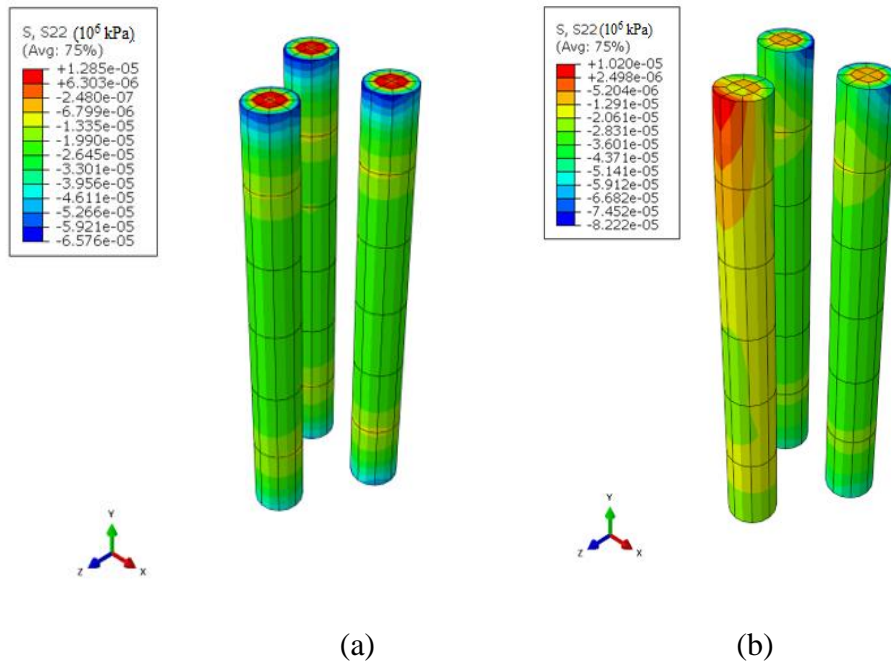 S, S22 (10⁶ kPa)
(Avg: 75%)
+1.285e-05
+6.303e-06
-2.480e-07
-6.799e-06
-1.335e-05
-1.990e-05
-2.645e-05
-3.301e-05
-3.956e-05
-4.611e-05
-5.266e-05
-5.921e-05
-6.576e-05
Y
Z
X
(a)
S, S22 (10⁶ kPa)
(Avg: 75%)
+1.020e-05
+2.498e-06
-5.204e-06
-1.291e-05
-2.061e-05
-2.831e-05
-3.601e-05
-4.371e-05
-5.141e-05
-5.912e-05
-6.682e-05
-7.452e-05
-8.222e-05
Y
Z
X
(b)